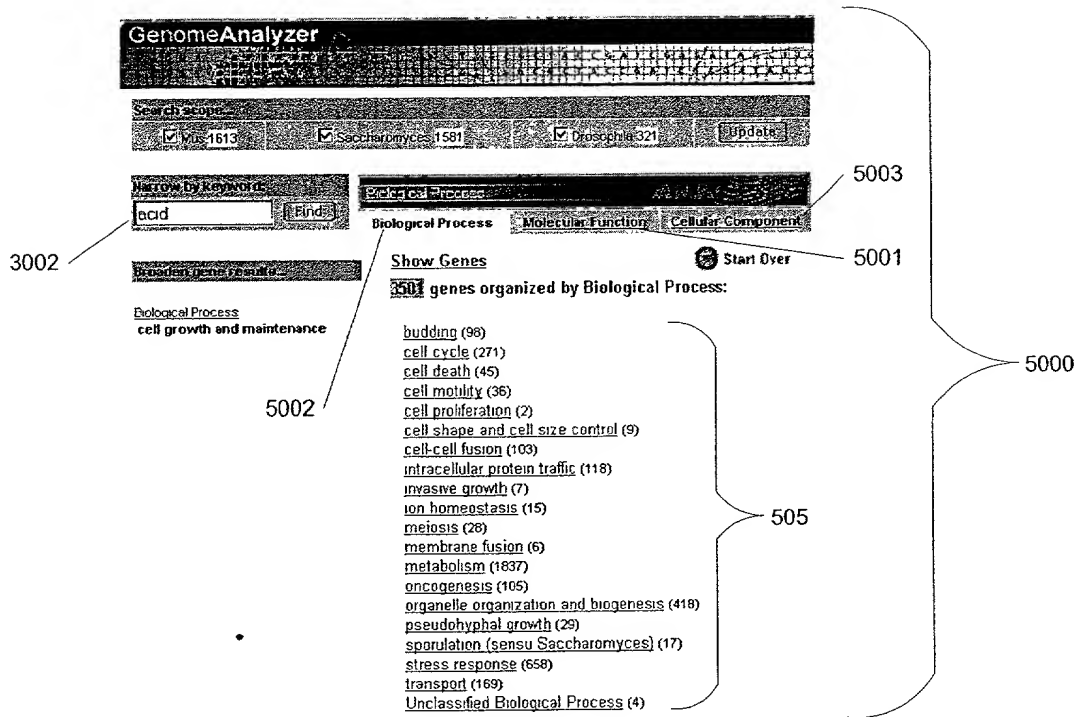 GenomeAnalyzer
Search scope:
Mus 1613 Saccharomyces 1581 Drosophila 321 Update
Narrow by keyword:
acid Find
Biological Process
Biological Process Molecular Function Cellular Component
5003
5001
3002
5002
Broaden gene results:
Biological Process
cell growth and maintenance
Show Genes Start Over
3501 genes organized by Biological Process:
budding (98)
cell cycle (271)
cell death (45)
cell motility (36)
cell proliferation (2)
cell shape and cell size control (9)
cell-cell fusion (103)
intracellular protein traffic (118)
invasive growth (7)
ion homeostasis (15)
meiosis (28)
membrane fusion (6)
metabolism (1837)
oncogenesis (105)
organelle organization and biogenesis (418)
pseudohyphal growth (29)
sporulation (sensu Saccharomyces) (17)
stress response (658)
transport (169)
Unclassified Biological Process (4)
505
5000